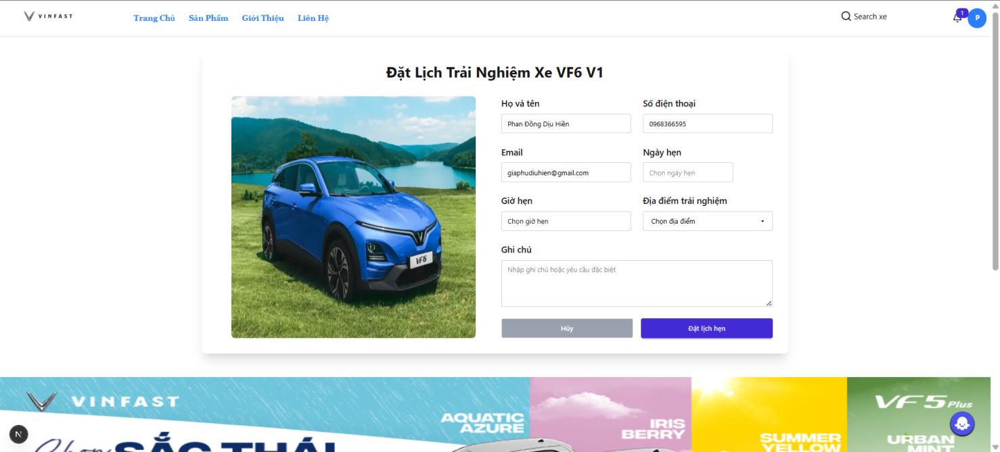 VINFAST
Trang Chủ Sản Phẩm Giới Thiệu Liên Hệ
Search xe
1
P
Đặt Lịch Trải Nghiệm Xe VF6 V1
Họ và tên
Số điện thoại
Phan Đồng Dịu Hiền
0968366595
Email
Ngày hẹn
giaphudiuhien@gmail.com
Chọn ngày hẹn
Giờ hẹn
Địa điểm trải nghiệm
Chọn giờ hẹn
Chọn địa điểm
Ghi chú
Nhập ghi chú hoặc yêu cầu đặc biệt
Hủy
Đặt lịch hẹn
VF6
VINFAST
Chọn SẮC THÁI
AQUATIC
AZURE
IRIS
BERRY
SUMMER
YELLOW
VF 5 Plus
URBAN
MINT
N